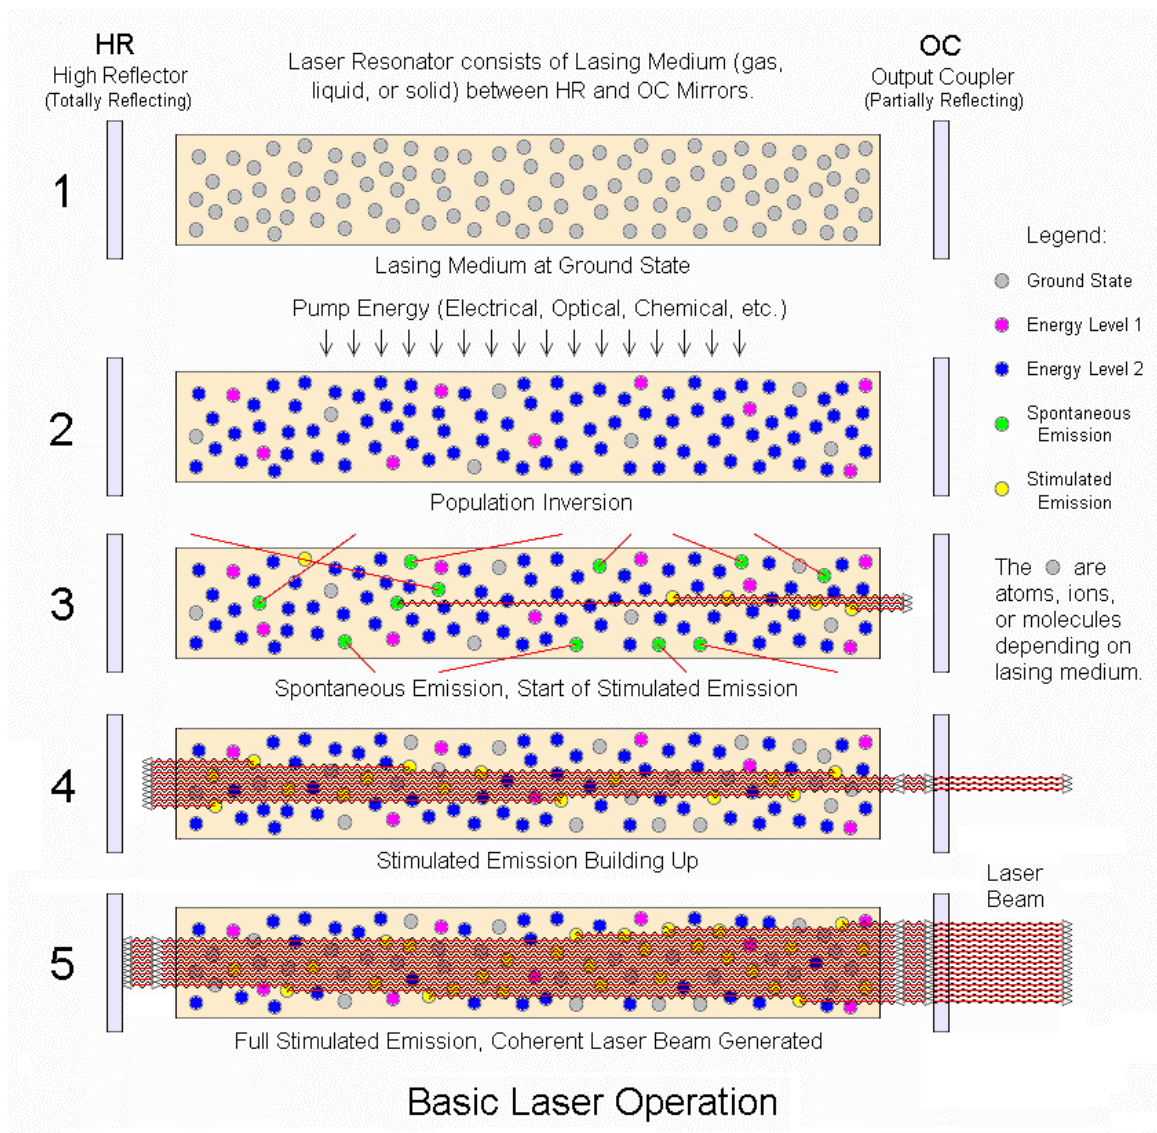 HR
High Reflector
(Totally Reflecting)
Laser Resonator consists of Lasing Medium (gas,
liquid, or solid) between HR and OC Mirrors.
OC
Output Coupler
(Partially Reflecting)
1
Lasing Medium at Ground State
Pump Energy (Electrical, Optical, Chemical, etc.)
Legend:
Ground State
Energy Level 1
Energy Level 2
Spontaneous
Emission
Stimulated
Emission
2
Population Inversion
3
Spontaneous Emission, Start of Stimulated Emission
The are
atoms, ions,
or molecules
depending on
lasing medium.
4
Stimulated Emission Building Up
Laser
Beam
5
Full Stimulated Emission, Coherent Laser Beam Generated
Basic Laser Operation